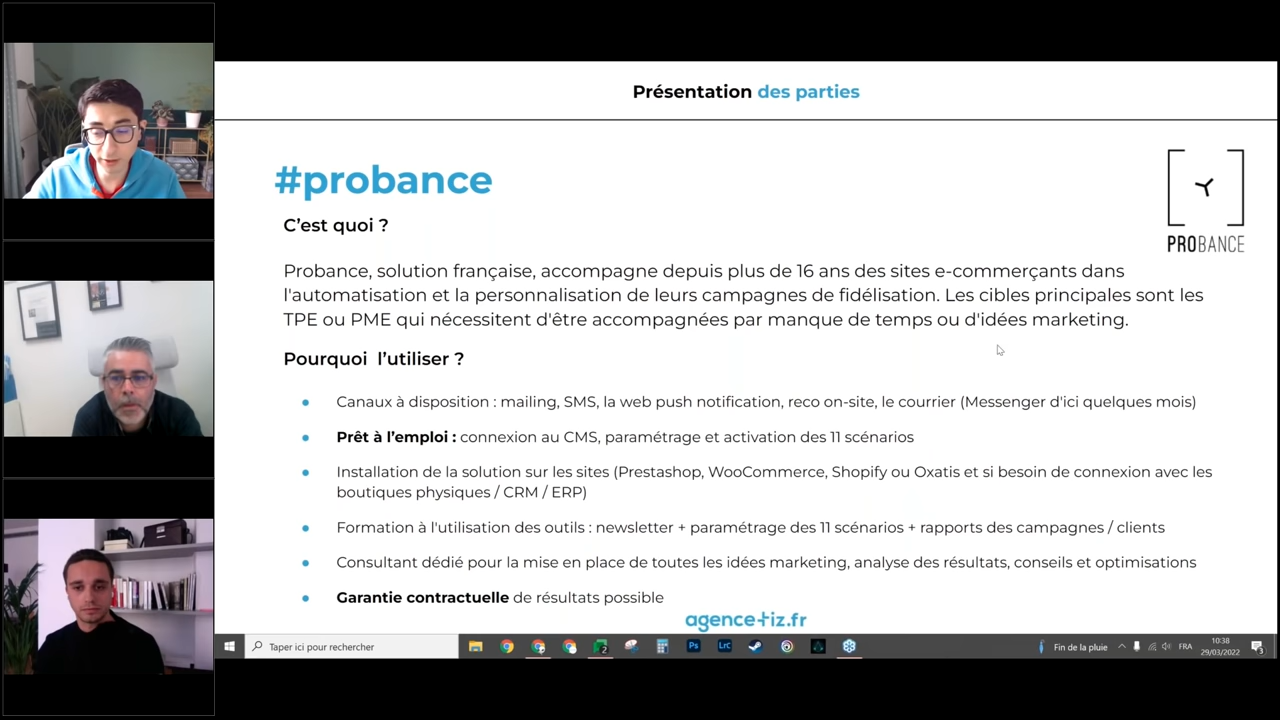 Présentation des parties
#probance
C'est quoi ?
PROBANCE
Probance, solution française, accompagne depuis plus de 16 ans des sites e-commerçants dans
l'automatisation et la personnalisation de leurs campagnes de fidélisation. Les cibles principales sont les
TPE ou PME qui nécessitent d'être accompagnées par manque de temps ou d'idées marketing.
Pourquoi l'utiliser ?
Canaux à disposition : mailing, SMS, la web push notification, reco on-site, le courrier (Messenger d'ici quelques mois)
Prêt à l'emploi : connexion au CMS, paramétrage et activation des 11 scénarios
Installation de la solution sur les sites (Prestashop, WooCommerce, Shopify ou Oxatis et si besoin de connexion avec les
boutiques physiques / CRM / ERP)
Formation à l'utilisation des outils : newsletter + paramétrage des 11 scénarios + rapports des campagnes / clients
Consultant dédié pour la mise en place de toutes les idées marketing, analyse des résultats, conseils et optimisations
Garantie contractuelle de résultats possible
agence-tiz.fr
Taper ici pour rechercher
2
Ps
Lrc
Fin de la pluie
FRA
10:38
29/03/2022
3